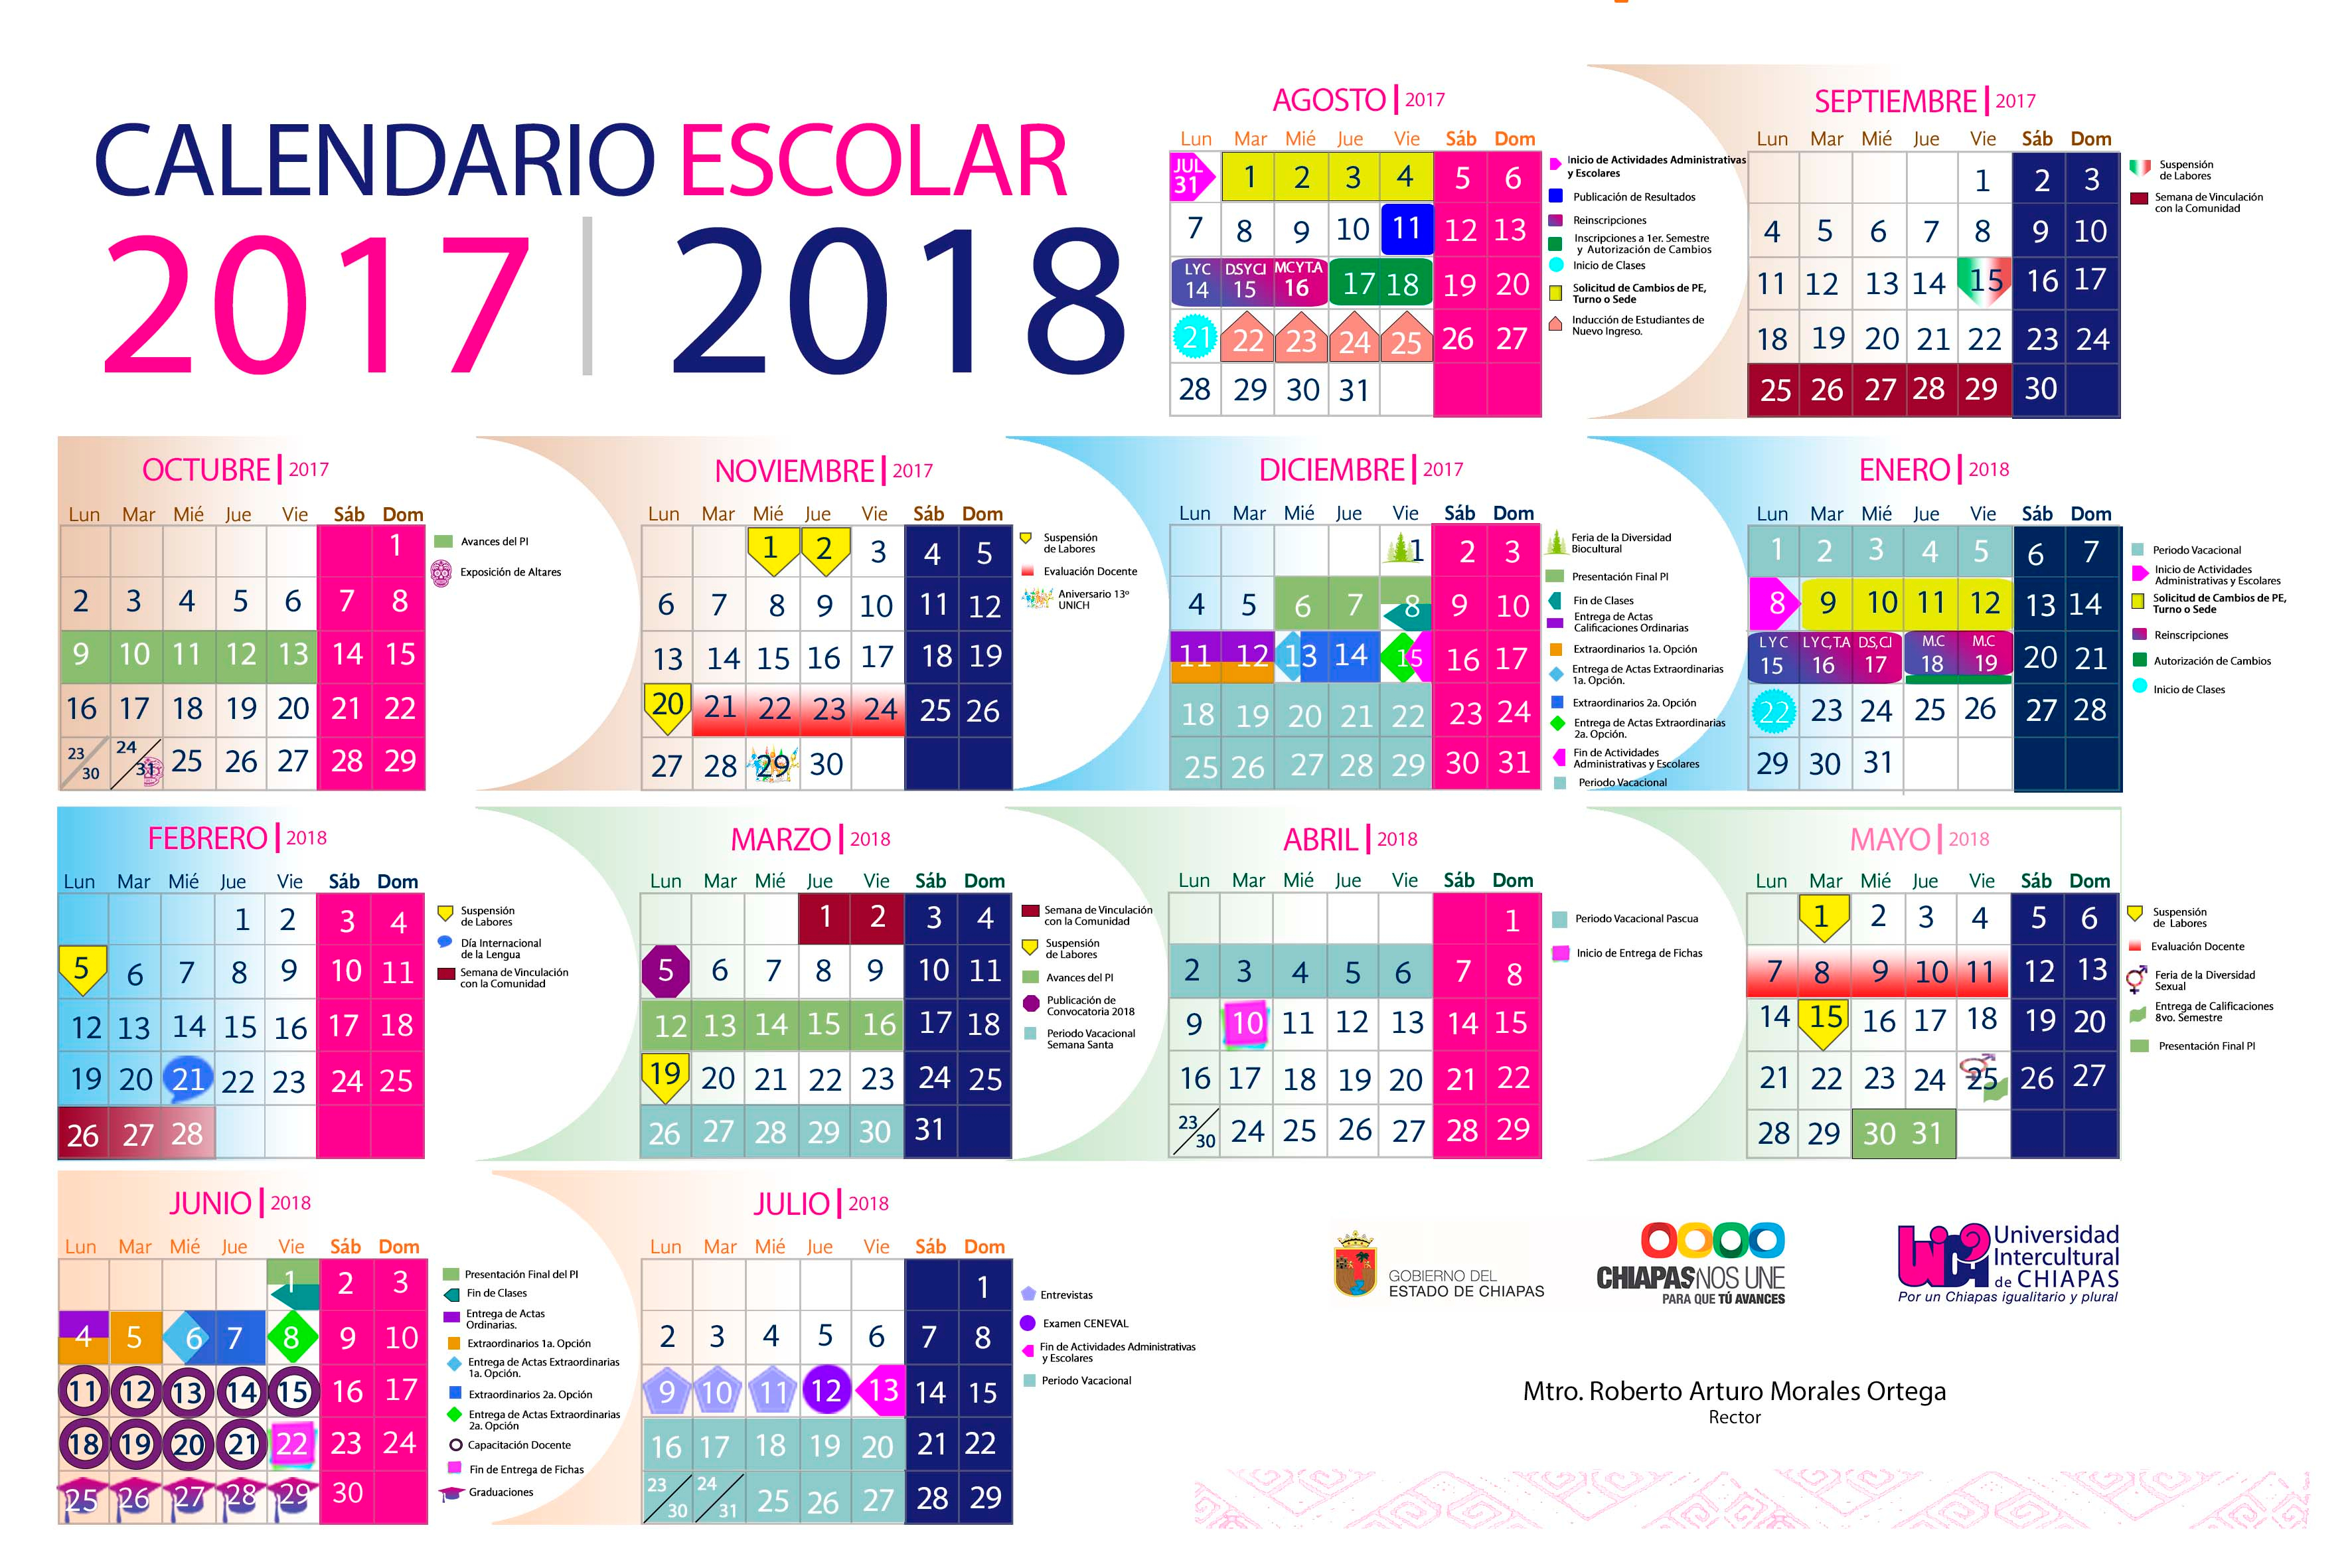 CALENDARIO ESCOLAR
2017 | 2018
AGOSTO | 2017
Lun Mar Mié Jue Vie Sáb Dom
JUL 31 1 2 3 4 5 6
7 8 9 10 11 12 13
LYC 14 DSYCI 15 MCYT.A 16 17 18 19 20
21 22 23 24 25 26 27
28 29 30 31
Inicio de Actividades Administrativas
y Escolares
Publicación de Resultados
Reinscripciones
Inscripciones a 1er. Semestre
y Autorización de Cambios
Inicio de Clases
Solicitud de Cambios de PE,
Turno o Sede
Inducción de Estudiantes de
Nuevo Ingreso.
SEPTIEMBRE | 2017
Lun Mar Mié Jue Vie Sáb Dom
1 2 3
4 5 6 7 8 9 10
11 12 13 14 15 16 17
18 19 20 21 22 23 24
25 26 27 28 29 30
Suspensión
de Labores
Semana de Vinculación
con la Comunidad
OCTUBRE | 2017
Lun Mar Mié Jue Vie Sáb Dom
1
2 3 4 5 6 7 8
9 10 11 12 13 14 15
16 17 18 19 20 21 22
23/30 24/31 25 26 27 28 29
Avances del PI
Exposición de Altares
NOVIEMBRE | 2017
Lun Mar Mié Jue Vie Sáb Dom
1 2 3 4 5
6 7 8 9 10 11 12
13 14 15 16 17 18 19
20 21 22 23 24 25 26
27 28 29 30
Suspensión
de Labores
Evaluación Docente
Aniversario 13º
UNICH
DICIEMBRE | 2017
Lun Mar Mié Jue Vie Sáb Dom
1 2 3
4 5 6 7 8 9 10
11 12 13 14 15 16 17
18 19 20 21 22 23 24
25 26 27 28 29 30 31
Feria de la Diversidad
Biocultural
Presentación Final PI
Fin de Clases
Entrega de Actas
Calificaciones Ordinarias
Extraordinarios 1a. Opción
Entrega de Actas Extraordinarias
1a. Opción.
Extraordinarios 2a. Opción
Entrega de Actas Extraordinarias
2a. Opción.
Fin de Actividades
Administrativas y Escolares
Periodo Vacacional
ENERO | 2018
Lun Mar Mié Jue Vie Sáb Dom
1 2 3 4 5 6 7
8 9 10 11 12 13 14
L Y C 15 LYC,T.A 16 D.S,C.I 17 M.C 18 M.C 19 20 21
22 23 24 25 26 27 28
29 30 31
Periodo Vacacional
Inicio de Actividades
Administrativas y Escolares
Solicitud de Cambios de PE,
Turno o Sede
Reinscripciones
Autorización de Cambios
Inicio de Clases
FEBRERO | 2018
Lun Mar Mié Jue Vie Sáb Dom
1 2 3 4
5 6 7 8 9 10 11
12 13 14 15 16 17 18
19 20 21 22 23 24 25
26 27 28
Suspensión
de Labores
Día Internacional
de la Lengua
Semana de Vinculación
con la Comunidad
MARZO | 2018
Lun Mar Mié Jue Vie Sáb Dom
1 2 3 4
5 6 7 8 9 10 11
12 13 14 15 16 17 18
19 20 21 22 23 24 25
26 27 28 29 30 31
Semana de Vinculación
con la Comunidad
Suspensión
de Labores
Avances del PI
Publicación de
Convocatoria 2018
Periodo Vacacional
Semana Santa
ABRIL | 2018
Lun Mar Mié Jue Vie Sáb Dom
1
2 3 4 5 6 7 8
9 10 11 12 13 14 15
16 17 18 19 20 21 22
23/30 24 25 26 27 28 29
Periodo Vacacional Pascua
Inicio de Entrega de Fichas
MAYO | 2018
Lun Mar Mié Jue Vie Sáb Dom
1 2 3 4 5 6
7 8 9 10 11 12 13
14 15 16 17 18 19 20
21 22 23 24 25 26 27
28 29 30 31
Suspensión
de Labores
Evaluación Docente
Feria de la Diversidad
Sexual
Entrega de Calificaciones
8vo. Semestre
Presentación Final PI
JUNIO | 2018
Lun Mar Mié Jue Vie Sáb Dom
1 2 3
4 5 6 7 8 9 10
11 12 13 14 15 16 17
18 19 20 21 22 23 24
25 26 27 28 29 30
Presentación Final del PI
Fin de Clases
Entrega de Actas
Ordinarias.
Extraordinarios 1a. Opción
Entrega de Actas Extraordinarias
1a. Opción.
Extraordinarios 2a. Opción
Entrega de Actas Extraordinarias
2a. Opción
Capacitación Docente
Fin de Entrega de Fichas
Graduaciones
JULIO | 2018
Lun Mar Mié Jue Vie Sáb Dom
1
2 3 4 5 6 7 8
9 10 11 12 13 14 15
16 17 18 19 20 21 22
23/30 24/31 25 26 27 28 29
Entrevistas
Examen CENEVAL
Fin de Actividades Administrativas
y Escolares
Periodo Vacacional
GOBIERNO DEL
ESTADO DE CHIAPAS
CHIAPASNOS UNE
PARA QUE TÚ AVANCES
Universidad
Intercultural
de CHIAPAS
Por un Chiapas igualitario y plural
Mtro. Roberto Arturo Morales Ortega
Rector